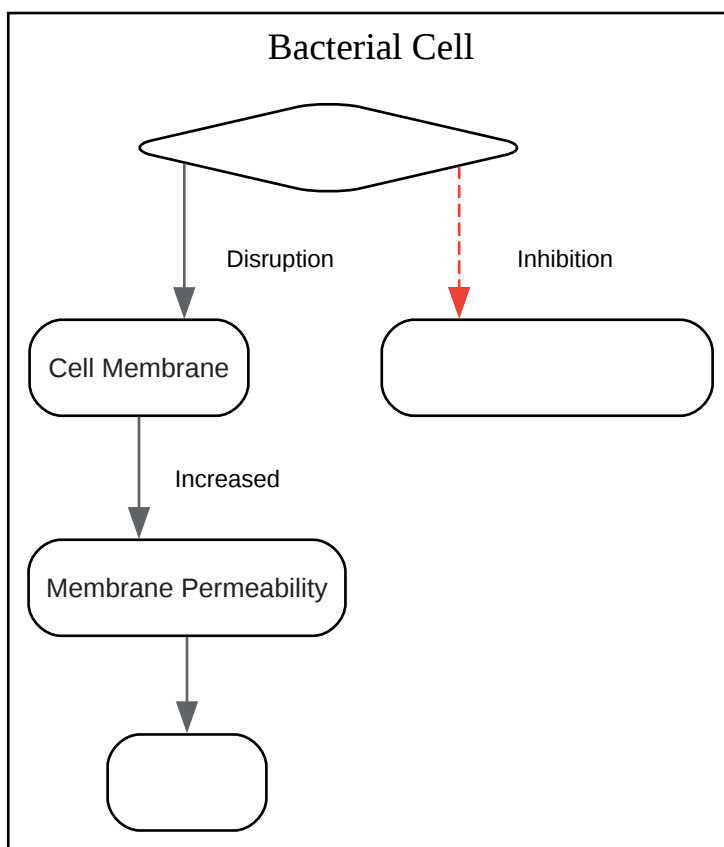 Bacterial Cell
Disruption
Inhibition
Cell Membrane
Increased
Membrane Permeability